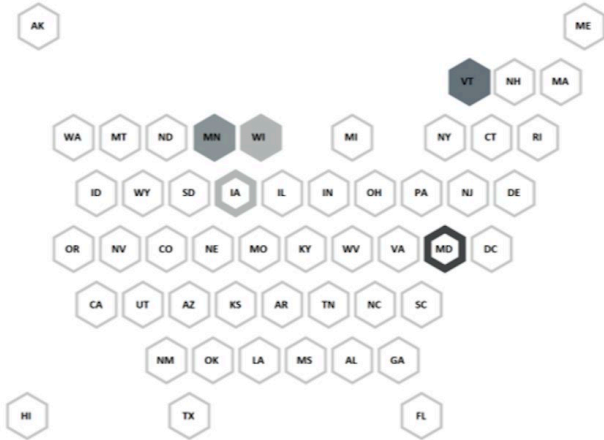 AK ME
VT NH MA
WA MT ND MN WI MI NY CT RI
ID WY SD IA IL IN OH PA NJ DE
OR NV CO NE MO KY WV VA MD DC
CA UT AZ KS AR TN NC SC
NM OK LA MS AL GA
HI TX FL